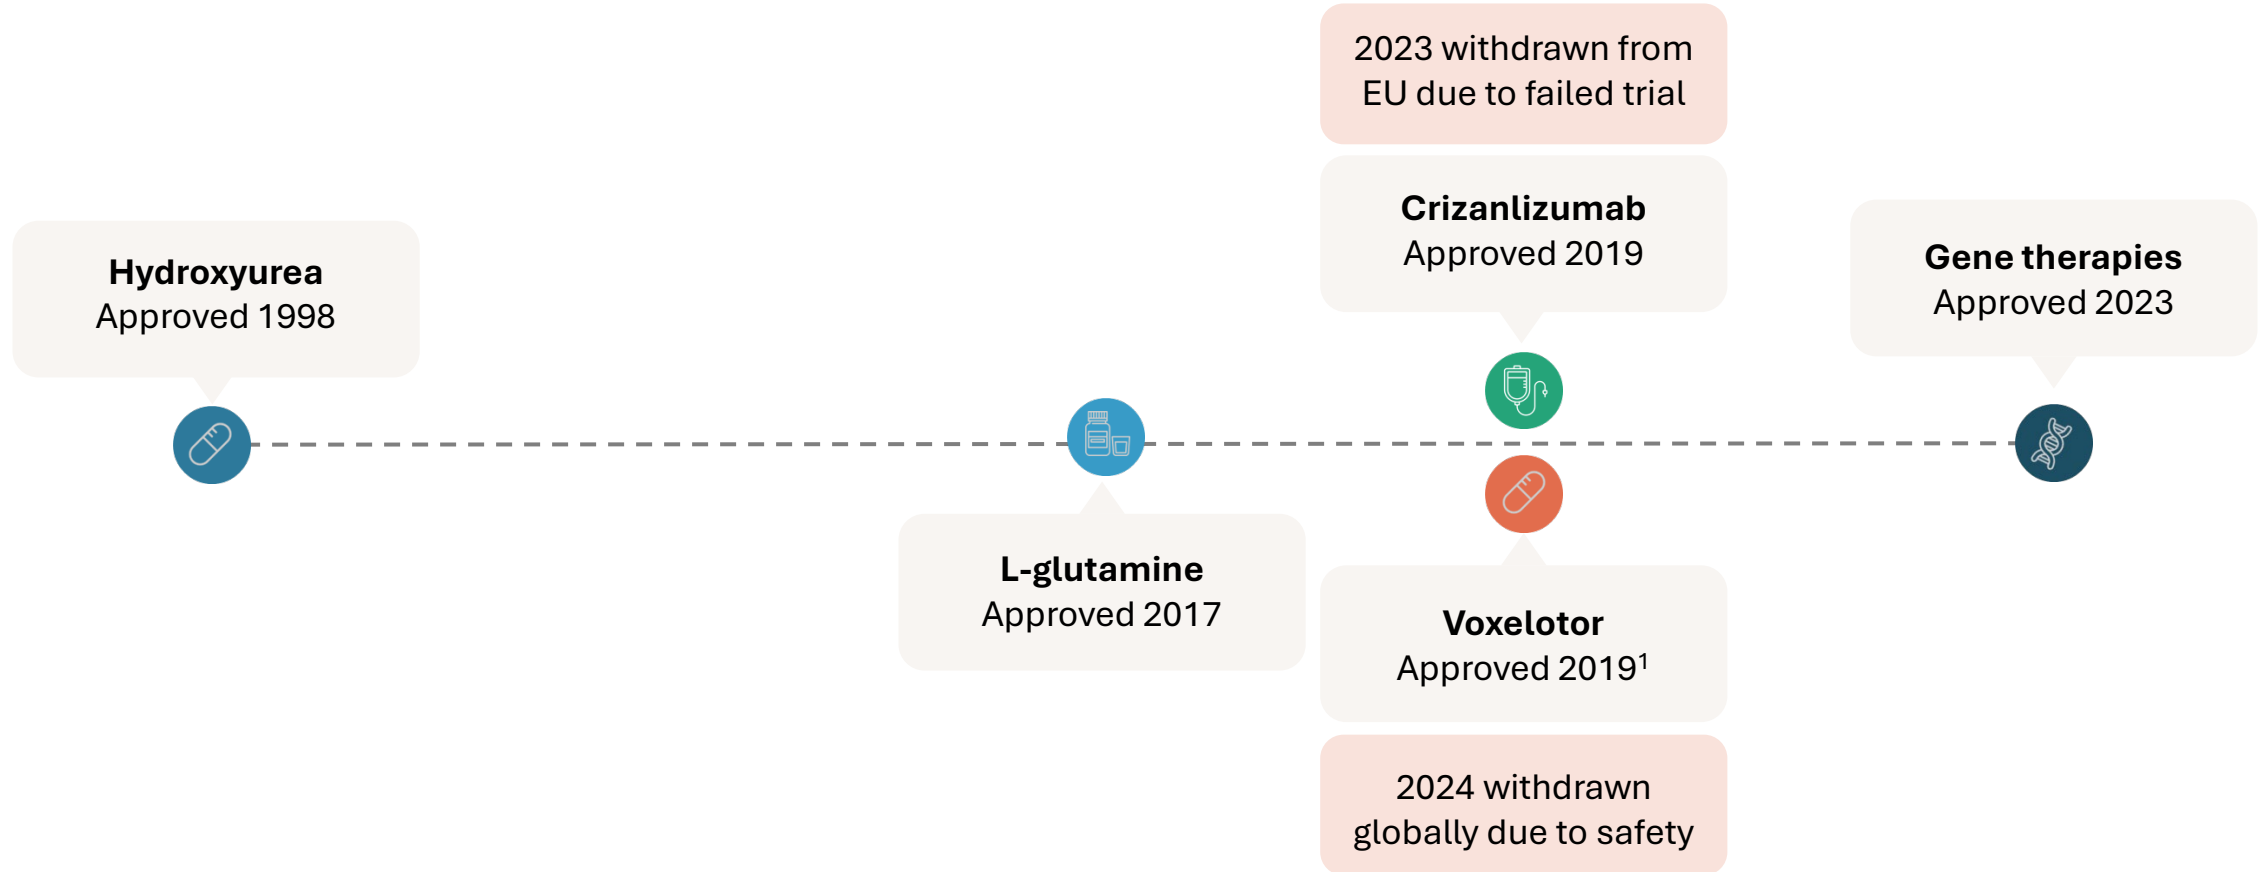 2023 withdrawn from
EU due to failed trial
Crizanlizumab
Approved 2019
Hydroxyurea
Approved 1998
Gene therapies
Approved 2023
L-glutamine
Approved 2017
Voxelotor
Approved 2019¹
2024 withdrawn
globally due to safety